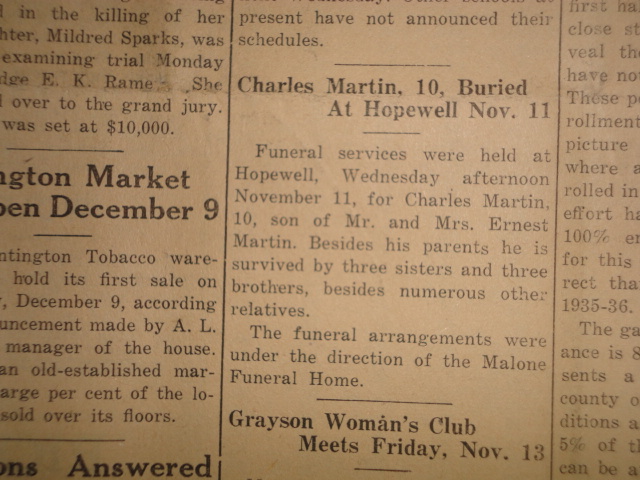 d in the killing of her
hter, Mildred Sparks, was
examining trial Monday
dge E. K. Rame She
d over to the grand jury.
was set at $10,000.
ngton Market
pen December 9
ntington Tobacco ware-
hold its first sale on
y, December 9, according
ouncement made by A. L.
manager of the house.
an old-established mar-
arge per cent of the lo-
sold over its floors.
ons Answered
present have not announced their
schedules.
Charles Martin, 10, Buried
At Hopewell Nov. 11
Funeral services were held at
Hopewell, Wednesday afternoon
November 11, for Charles Martin,
10, son of Mr. and Mrs. Ernest
Martin. Besides his parents he is
survived by three sisters and three
brothers, besides numerous other
relatives.
The funeral arrangements were
under the direction of the Malone
Funeral Home.
Grayson Woman's Club
Meets Friday, Nov. 13
first ha
close st
veal the
have no
These p
rollment
picture
where a
rolled in
effort ha
100% e
for this
rect tha
1935-36.
The ga
ance is 8
sents a
county o
ditions a
5% of t
can be a